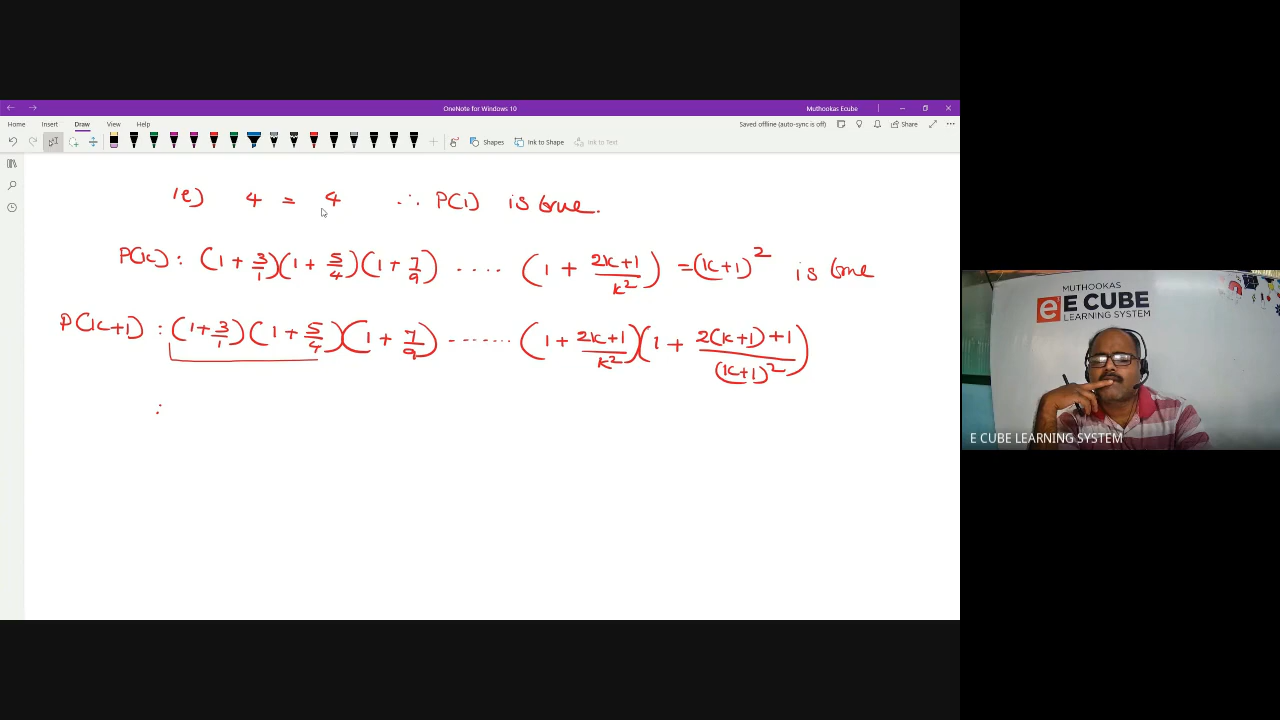 OneNote for Windows 10
Muthookas Ecube
Home Insert Draw View Help
Saved offline (auto-sync is off) Share
Shapes Ink to Shape Ink to Text
ie) 4 = 4 ∴ P(1) is true.
P(k) : (1 + 3/1)(1 + 5/4)(1 + 7/9) .... (1 + 2k+1/k²) = (k+1)² is true
P(k+1) : (1 + 3/1)(1 + 5/4)(1 + 7/9) ....... (1 + 2k+1/k²)(1 + 2(k+1)+1/(k+1)²)
:
MUTHOOKAS
e E CUBE
LEARNING SYSTEM
E CUBE LEARNING SYSTEM